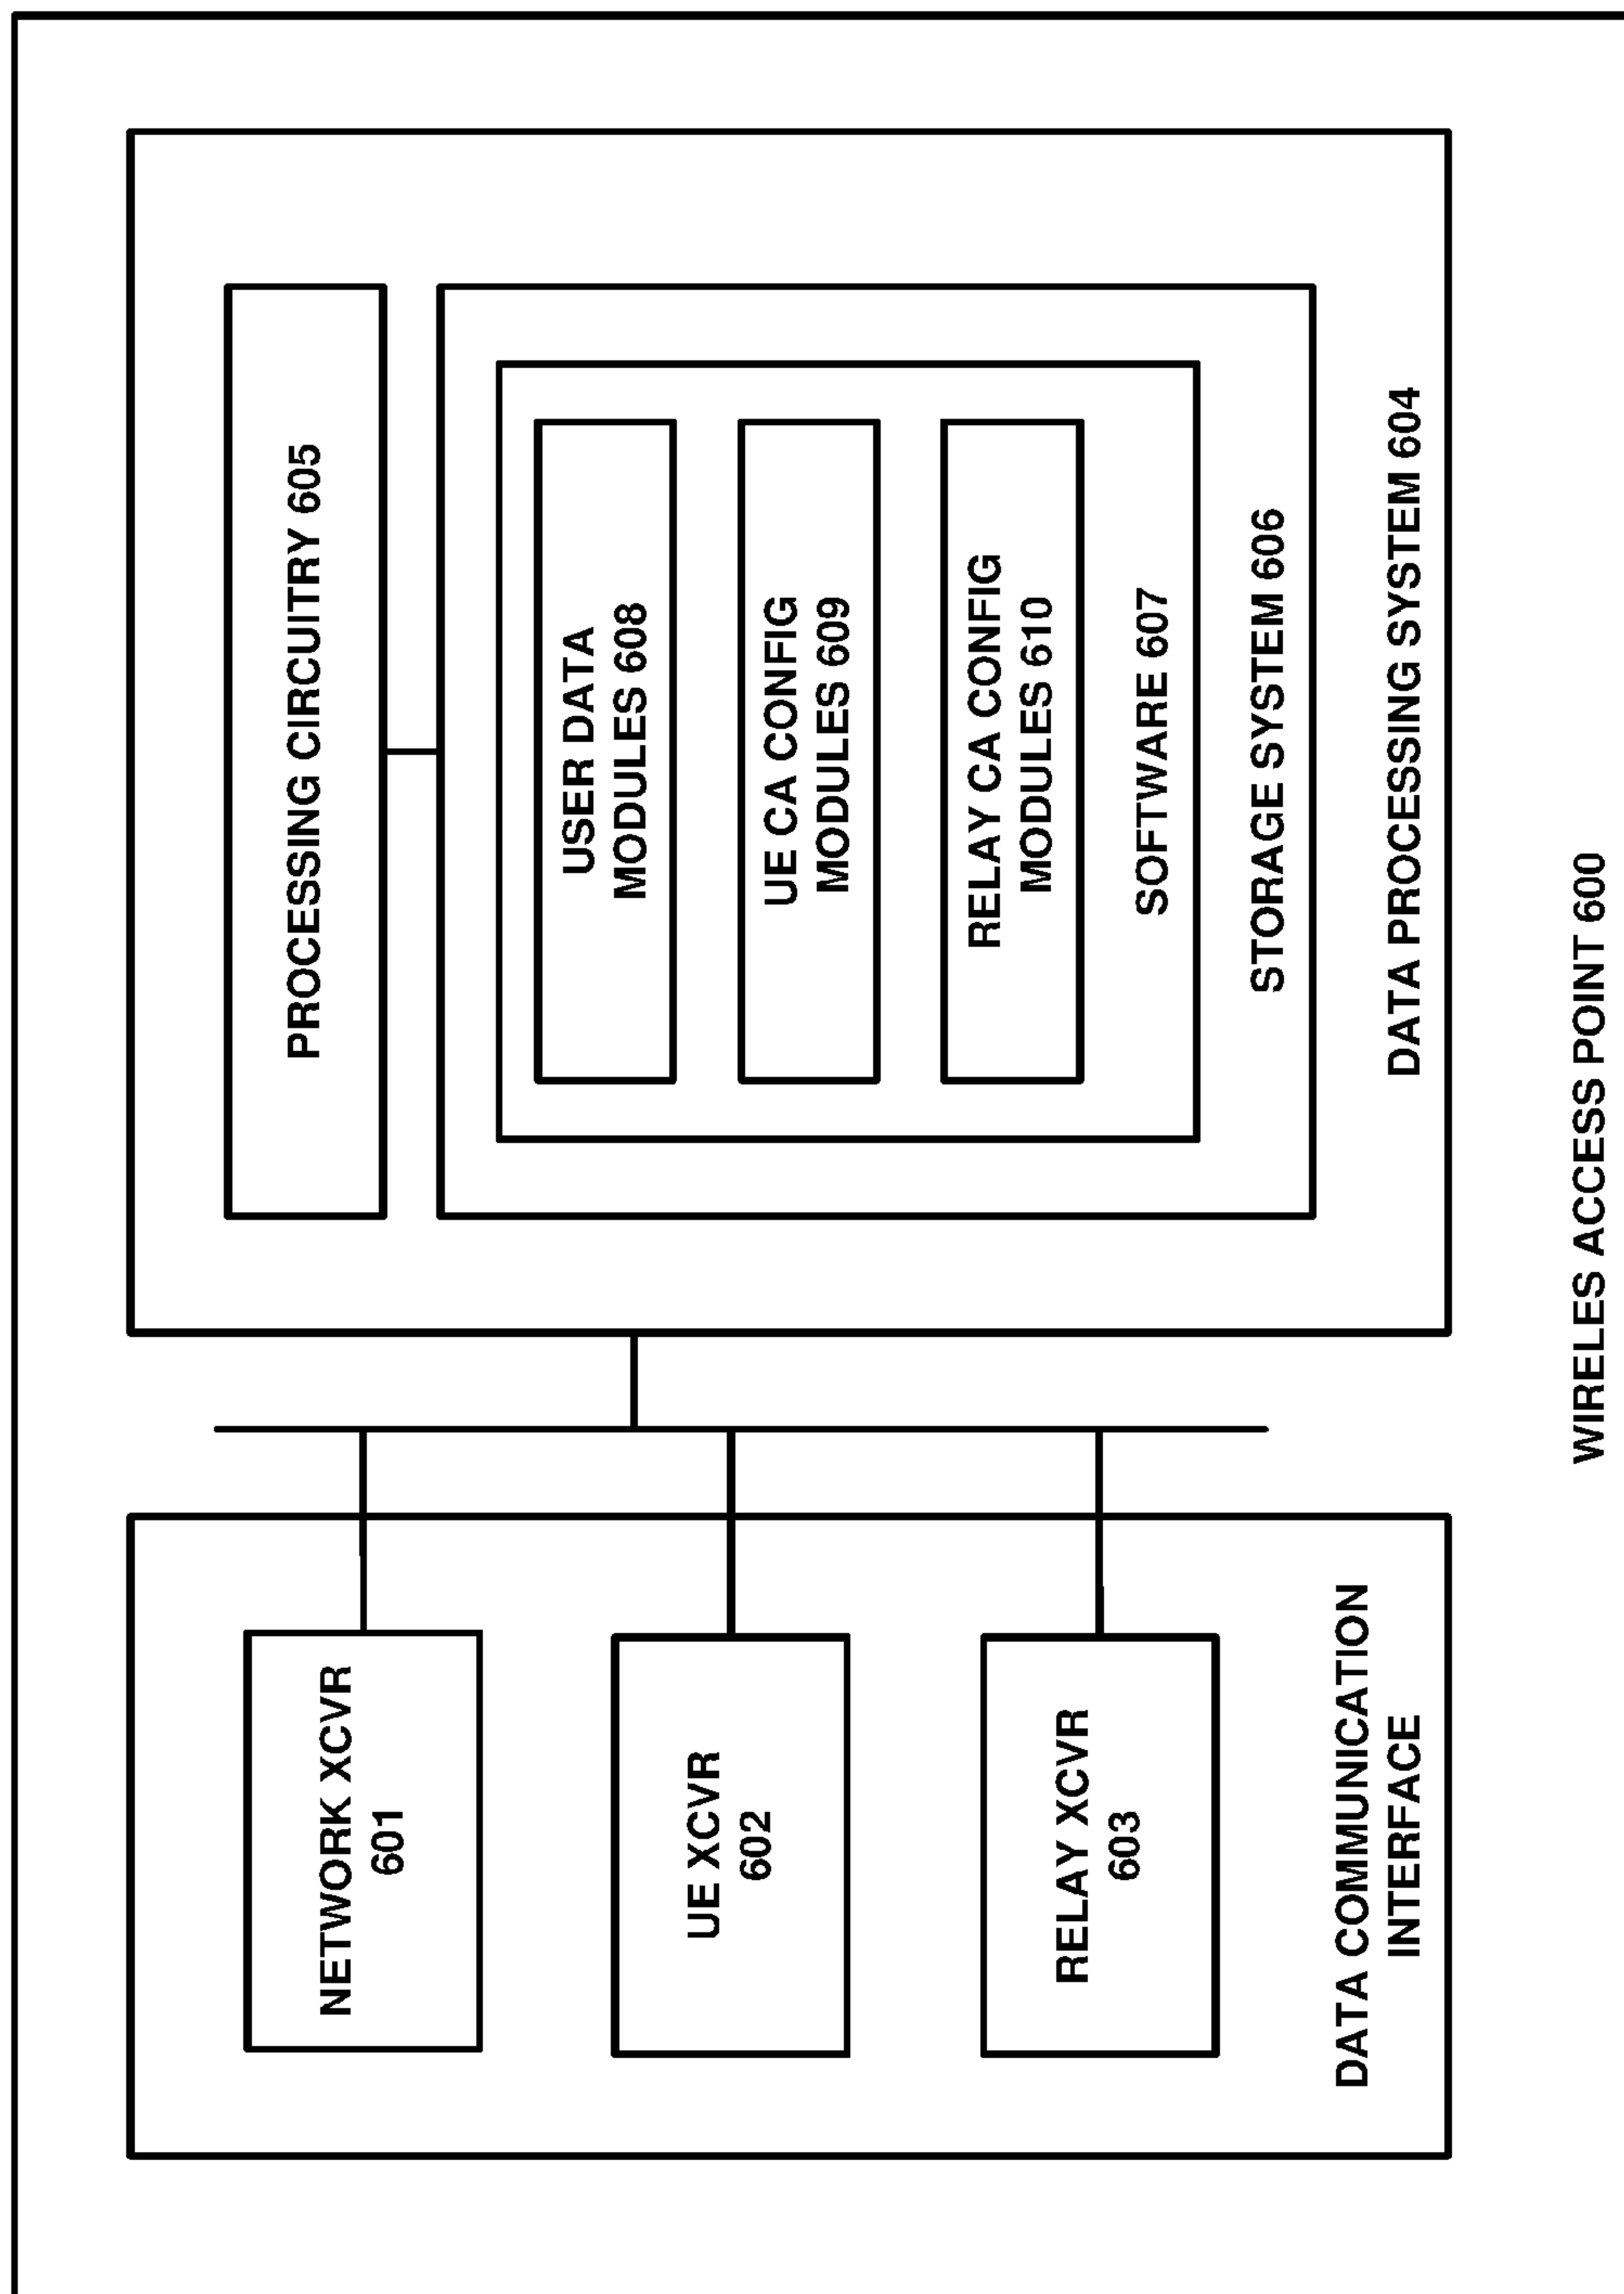 NETWORK XCVR
601
UE XCVR
602
RELAY XCVR
603
DATA COMMUNICATION
INTERFACE
PROCESSING CIRCUITRY 605
USER DATA
MODULES 608
UE CA CONFIG
MODULES 609
RELAY CA CONFIG
MODULES 610
SOFTWARE 607
STORAGE SYSTEM 606
DATA PROCESSING SYSTEM 604
WIRELES ACCESS POINT 600